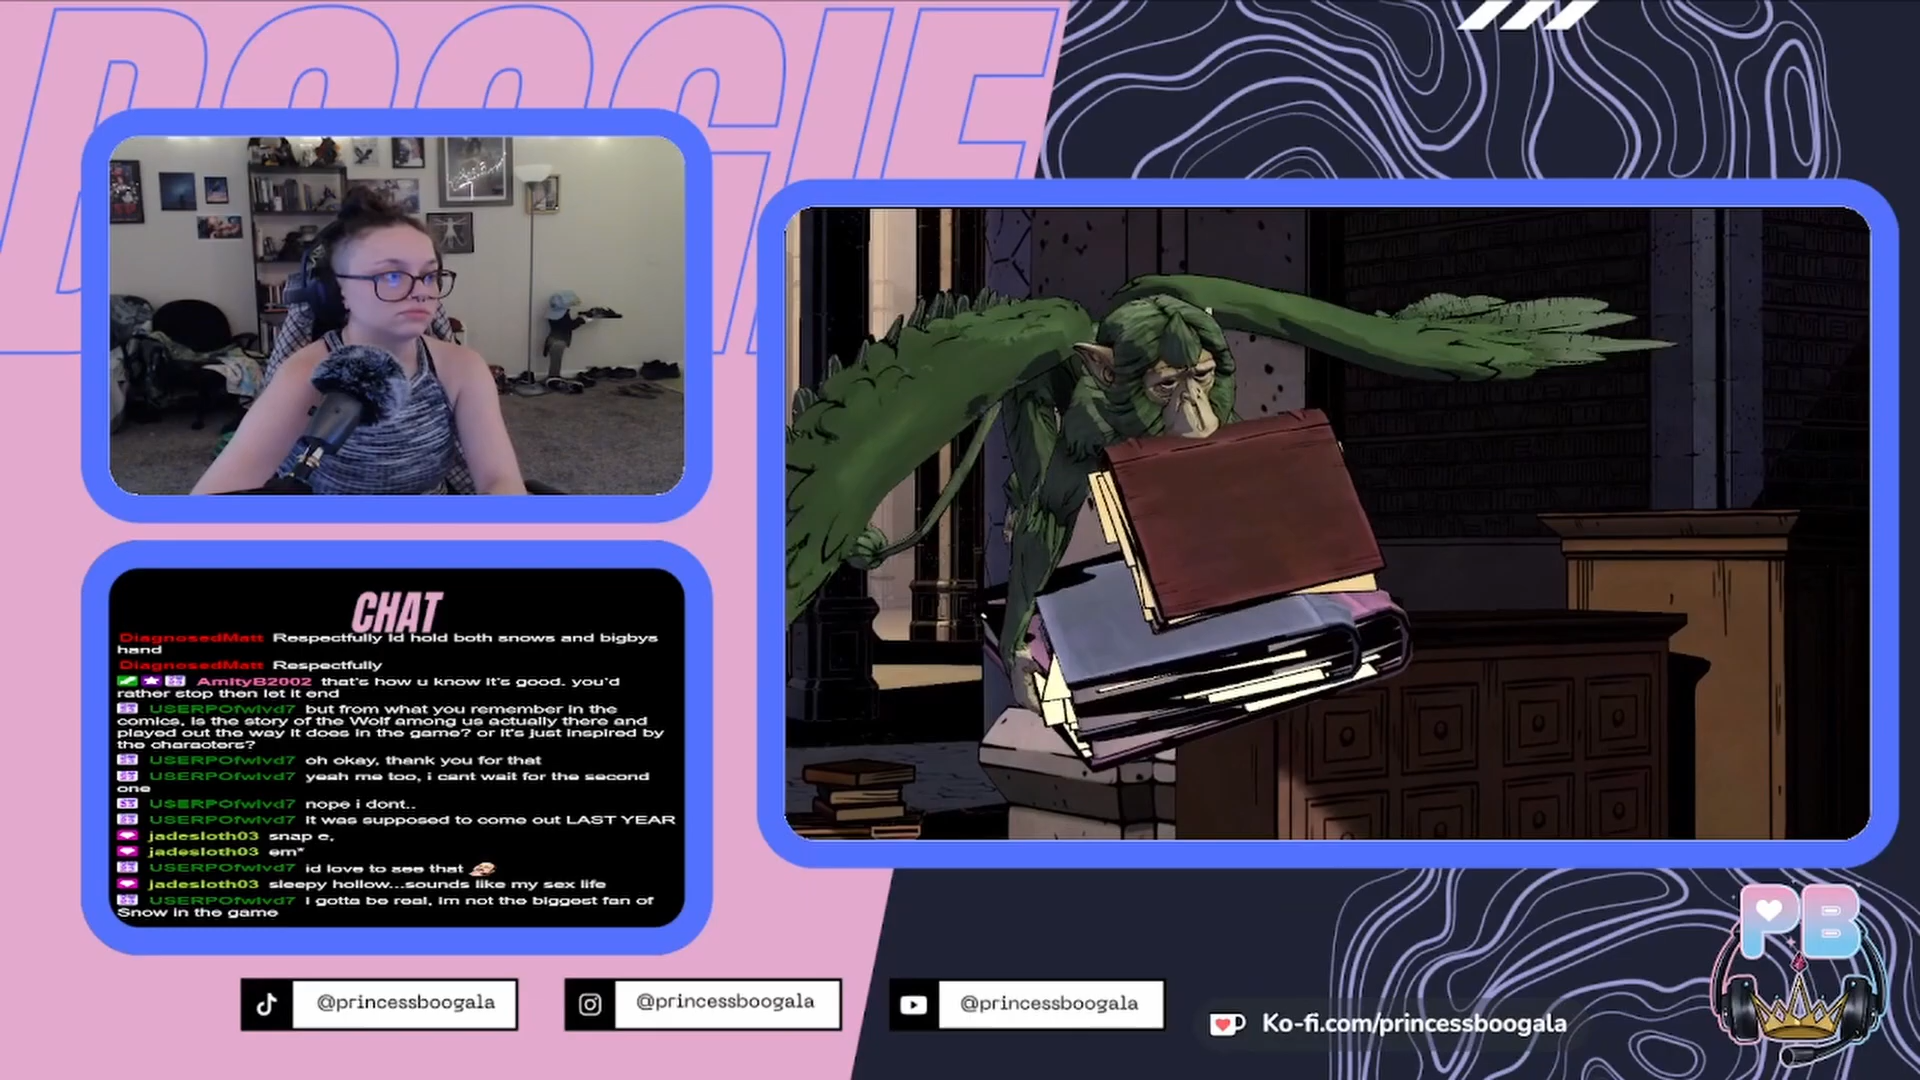 BOOGIE
CHAT
DiagnosedMatt Respectfully Id hold both snows and bigbys
hand
DiagnosedMatt Respectfully
AmityB2002 that's how u know it's good. you'd
rather stop then let it end
USERPOfwlvd7 but from what you remember in the
comics, is the story of the Wolf among us actually there and
played out the way it does in the game? or it's just inspired by
the characters?
USERPOfwlvd7 oh okay, thank you for that
USERPOfwlvd7 yeah me too, i cant wait for the second
one
USERPOfwlvd7 nope i dont..
USERPOfwlvd7 it was supposed to come out LAST YEAR
jadesloth03 snap e,
jadesloth03 em*
USERPOfwlvd7 id love to see that
jadesloth03 sleepy hollow...sounds like my sex life
USERPOfwlvd7 I gotta be real, im not the biggest fan of
Snow in the game
@princessboogala
@princessboogala
@princessboogala
Ko-fi.com/princessboogala
PB